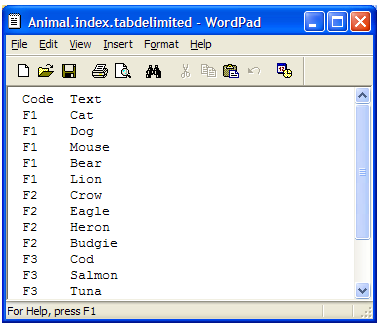 Animal.index.tabdelimited - WordPad
File Edit View Insert Format Help
Code Text
F1 Cat
F1 Dog
F1 Mouse
F1 Bear
F1 Lion
F2 Crow
F2 Eagle
F2 Heron
F2 Budgie
F3 Cod
F3 Salmon
F3 Tuna
For Help, press F1